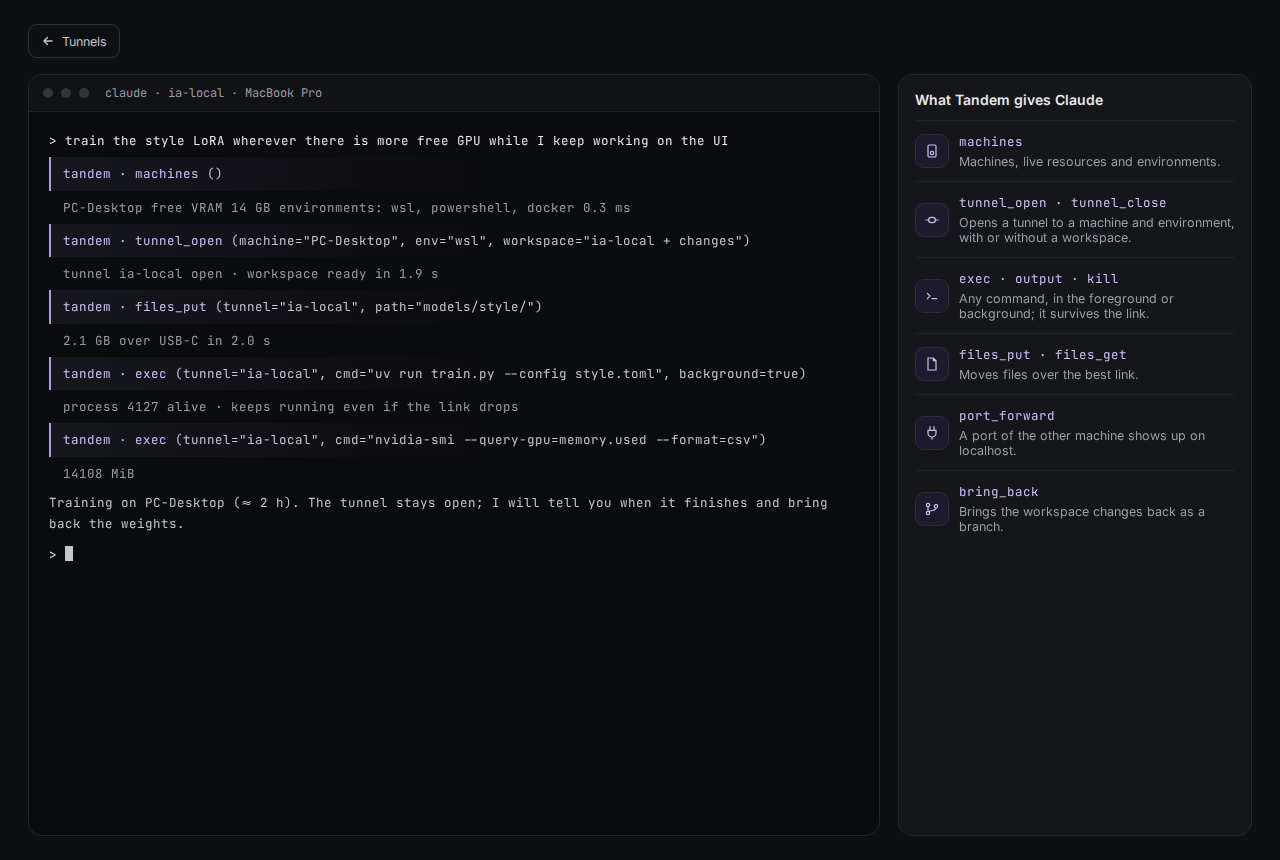 ← Tunnels
claude · ia-local · MacBook Pro
> train the style LoRA wherever there is more free GPU while I keep working on the UI
tandem · machines ()
PC-Desktop free VRAM 14 GB environments: wsl, powershell, docker 0.3 ms
tandem · tunnel_open (machine="PC-Desktop", env="wsl", workspace="ia-local + changes")
tunnel ia-local open · workspace ready in 1.9 s
tandem · files_put (tunnel="ia-local", path="models/style/")
2.1 GB over USB-C in 2.0 s
tandem · exec (tunnel="ia-local", cmd="uv run train.py --config style.toml", background=true)
process 4127 alive · keeps running even if the link drops
tandem · exec (tunnel="ia-local", cmd="nvidia-smi --query-gpu=memory.used --format=csv")
14108 MiB
Training on PC-Desktop (≈ 2 h). The tunnel stays open; I will tell you when it finishes and bring
back the weights.
>
What Tandem gives Claude
machines
Machines, live resources and environments.
tunnel_open · tunnel_close
Opens a tunnel to a machine and environment,
with or without a workspace.
exec · output · kill
Any command, in the foreground or
background; it survives the link.
files_put · files_get
Moves files over the best link.
port_forward
A port of the other machine shows up on
localhost.
bring_back
Brings the workspace changes back as a
branch.